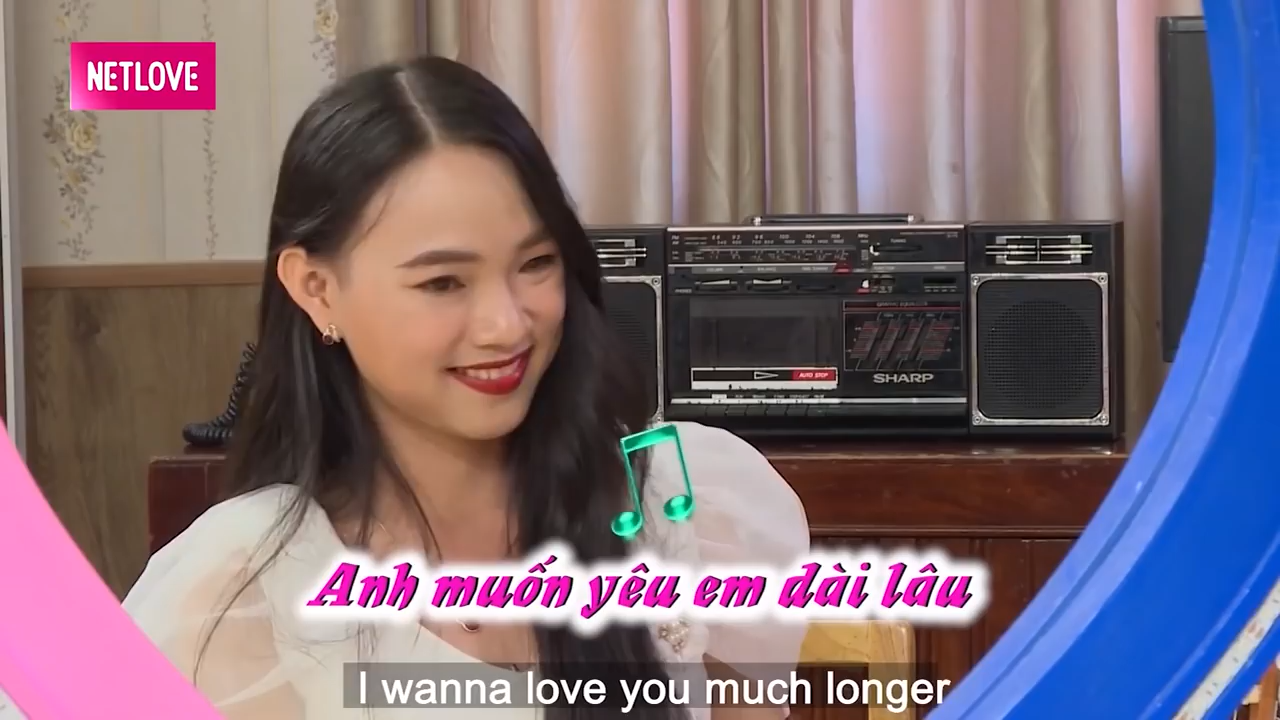 NETLOVE
AUTO STOP
SHARP
Anh muốn yêu em dài lâu
I wanna love you much longer